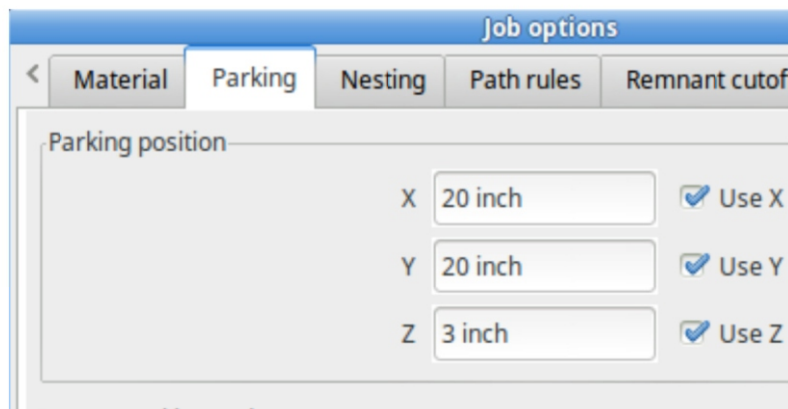 Job options
< Material Parking Nesting Path rules Remnant cutoff
Parking position
X 20 inch Use X
Y 20 inch Use Y
Z 3 inch Use Z